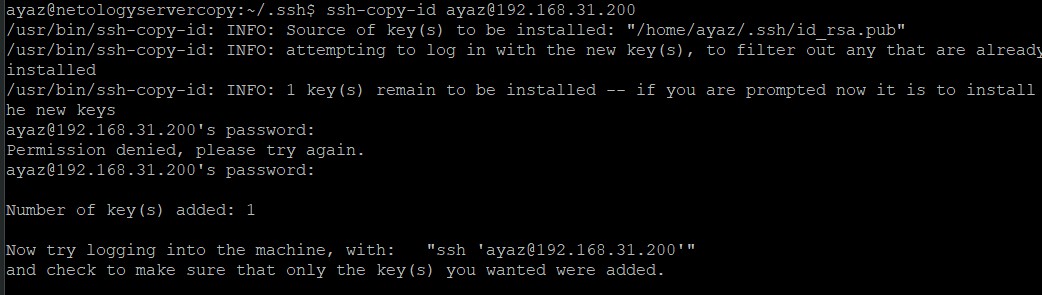 ayaz@netologyservercopy:~/.ssh$ ssh-copy-id ayaz@192.168.31.200
/usr/bin/ssh-copy-id: INFO: Source of key(s) to be installed: "/home/ayaz/.ssh/id_rsa.pub"
/usr/bin/ssh-copy-id: INFO: attempting to log in with the new key(s), to filter out any that are already
installed
/usr/bin/ssh-copy-id: INFO: 1 key(s) remain to be installed -- if you are prompted now it is to install
he new keys
ayaz@192.168.31.200's password:
Permission denied, please try again.
ayaz@192.168.31.200's password:
Number of key(s) added: 1
Now try logging into the machine, with:   "ssh 'ayaz@192.168.31.200'"
and check to make sure that only the key(s) you wanted were added.